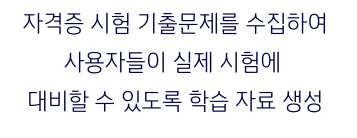 자격증 시험 기출문제를 수집하여
사용자들이 실제 시험에
대비할 수 있도록 학습 자료 생성